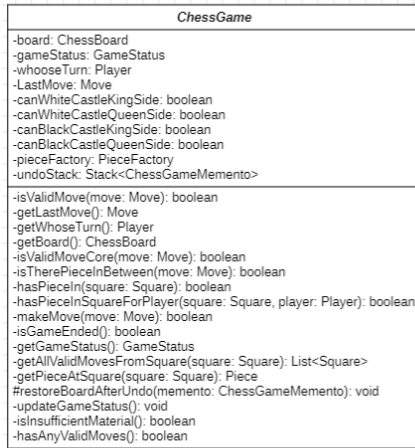 ChessGame
-board: ChessBoard
-gameStatus: GameStatus
-whooseTurn: Player
-LastMove: Move
-canWhiteCastleKingSide: boolean
-canWhiteCastleQueenSide: boolean
-canBlackCastleKingSide: boolean
-canBlackCastleQueenSide: boolean
-pieceFactory: PieceFactory
-undoStack: Stack<ChessGameMemento>
-isValidMove(move: Move): boolean
-getLastMove(): Move
-getWhoseTurn(): Player
-getBoard(): ChessBoard
-isValidMoveCore(move: Move): boolean
-isTherePieceInBetween(move: Move): boolean
-hasPieceIn(square: Square): boolean
-hasPieceInSquareForPlayer(square: Square, player: Player): boolean
-makeMove(move: Move): boolean
-isGameEnded(): boolean
-getGameStatus(): GameStatus
-getAllValidMovesFromSquare(square: Square): List<Square>
-getPieceAtSquare(square: Square): Piece
#restoreBoardAfterUndo(memento: ChessGameMemento): void
-updateGameStatus(): void
-isInsufficientMaterial(): boolean
-hasAnyValidMoves(): boolean